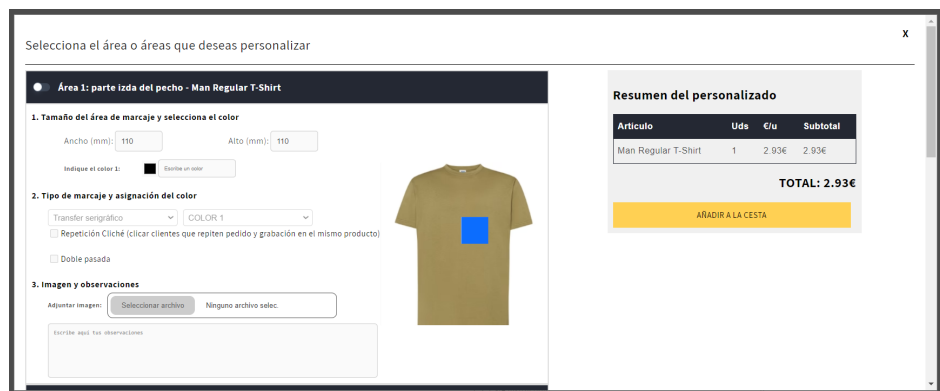 X
Selecciona el área o áreas que deseas personalizar
Área 1: parte izda del pecho - Man Regular T-Shirt
1. Tamaño del área de marcaje y selecciona el color
Ancho (mm): 110 Alto (mm): 110
Indique el color 1: Escribe un color
2. Tipo de marcaje y asignación del color
Transfer serigráfico COLOR 1
Repetición Cliché (clicar clientes que repiten pedido y grabación en el mismo producto)
Doble pasada
3. Imagen y observaciones
Adjuntar imagen: Seleccionar archivo Ninguno archivo selec.
Escribe aquí tus observaciones
Resumen del personalizado
Artículo Uds €/u Subtotal
Man Regular T-Shirt 1 2.93€ 2.93€
TOTAL: 2.93€
AÑADIR A LA CESTA